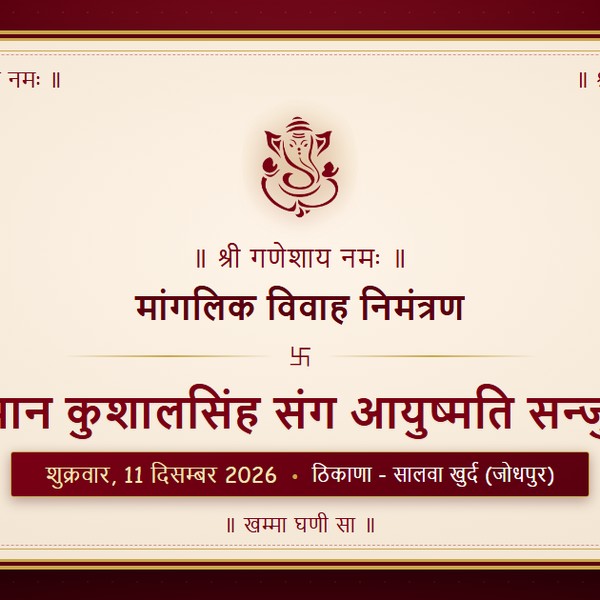 नमः ॥
॥
॥ श्री गणेशाय नमः ॥
मांगलिक विवाह निमंत्रण
卐
कुशालसिंह संग आयुष्मति
शुक्रवार, 11 दिसम्बर 2026 • ठिकाणा - सालवा खुर्द (जोधपुर)
॥ खम्मा घणी सा ॥